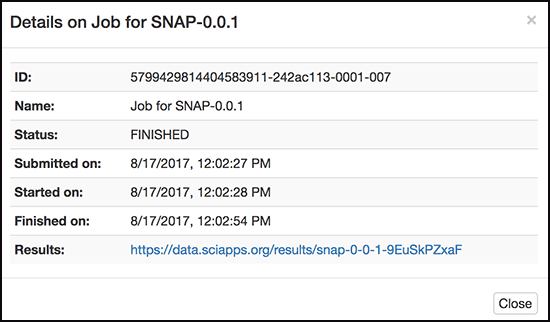 Details on Job for SNAP-0.0.1 ×
ID: 5799429814404583911-242ac113-0001-007
Name: Job for SNAP-0.0.1
Status: FINISHED
Submitted on: 8/17/2017, 12:02:27 PM
Started on: 8/17/2017, 12:02:28 PM
Finished on: 8/17/2017, 12:02:54 PM
Results: https://data.sciapps.org/results/snap-0-0-1-9EuSkPZxaF
Close